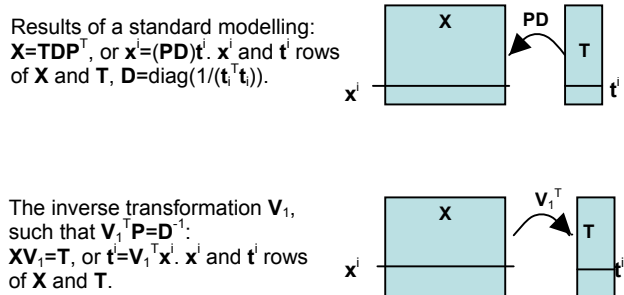 Results of a standard modelling:
X=TDPᵀ, or xⁱ=(PD)tⁱ. xⁱ and tⁱ rows
of X and T, D=diag(1/(tᵢᵀtᵢ)).
X
PD
T
xⁱ
tⁱ
The inverse transformation V₁,
such that V₁ᵀP=D⁻¹:
XV₁=T, or tⁱ=V₁ᵀxⁱ. xⁱ and tⁱ rows
of X and T.
X
V₁ᵀ
T
xⁱ
tⁱ